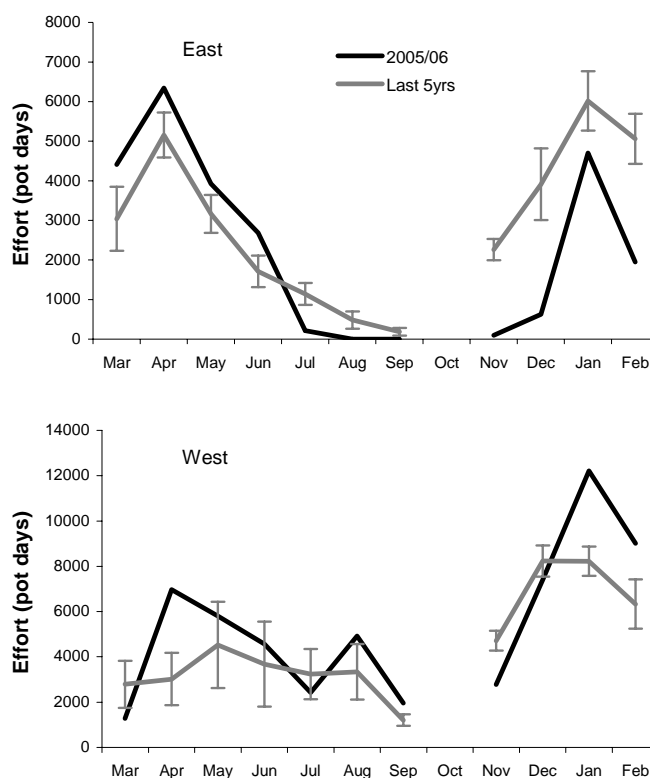 East
2005/06
Last 5yrs
Effort (pot days)
8000
7000
6000
5000
4000
3000
2000
1000
0
Mar Apr May Jun Jul Aug Sep Oct Nov Dec Jan Feb
West
Effort (pot days)
14000
12000
10000
8000
6000
4000
2000
0
Mar Apr May Jun Jul Aug Sep Oct Nov Dec Jan Feb